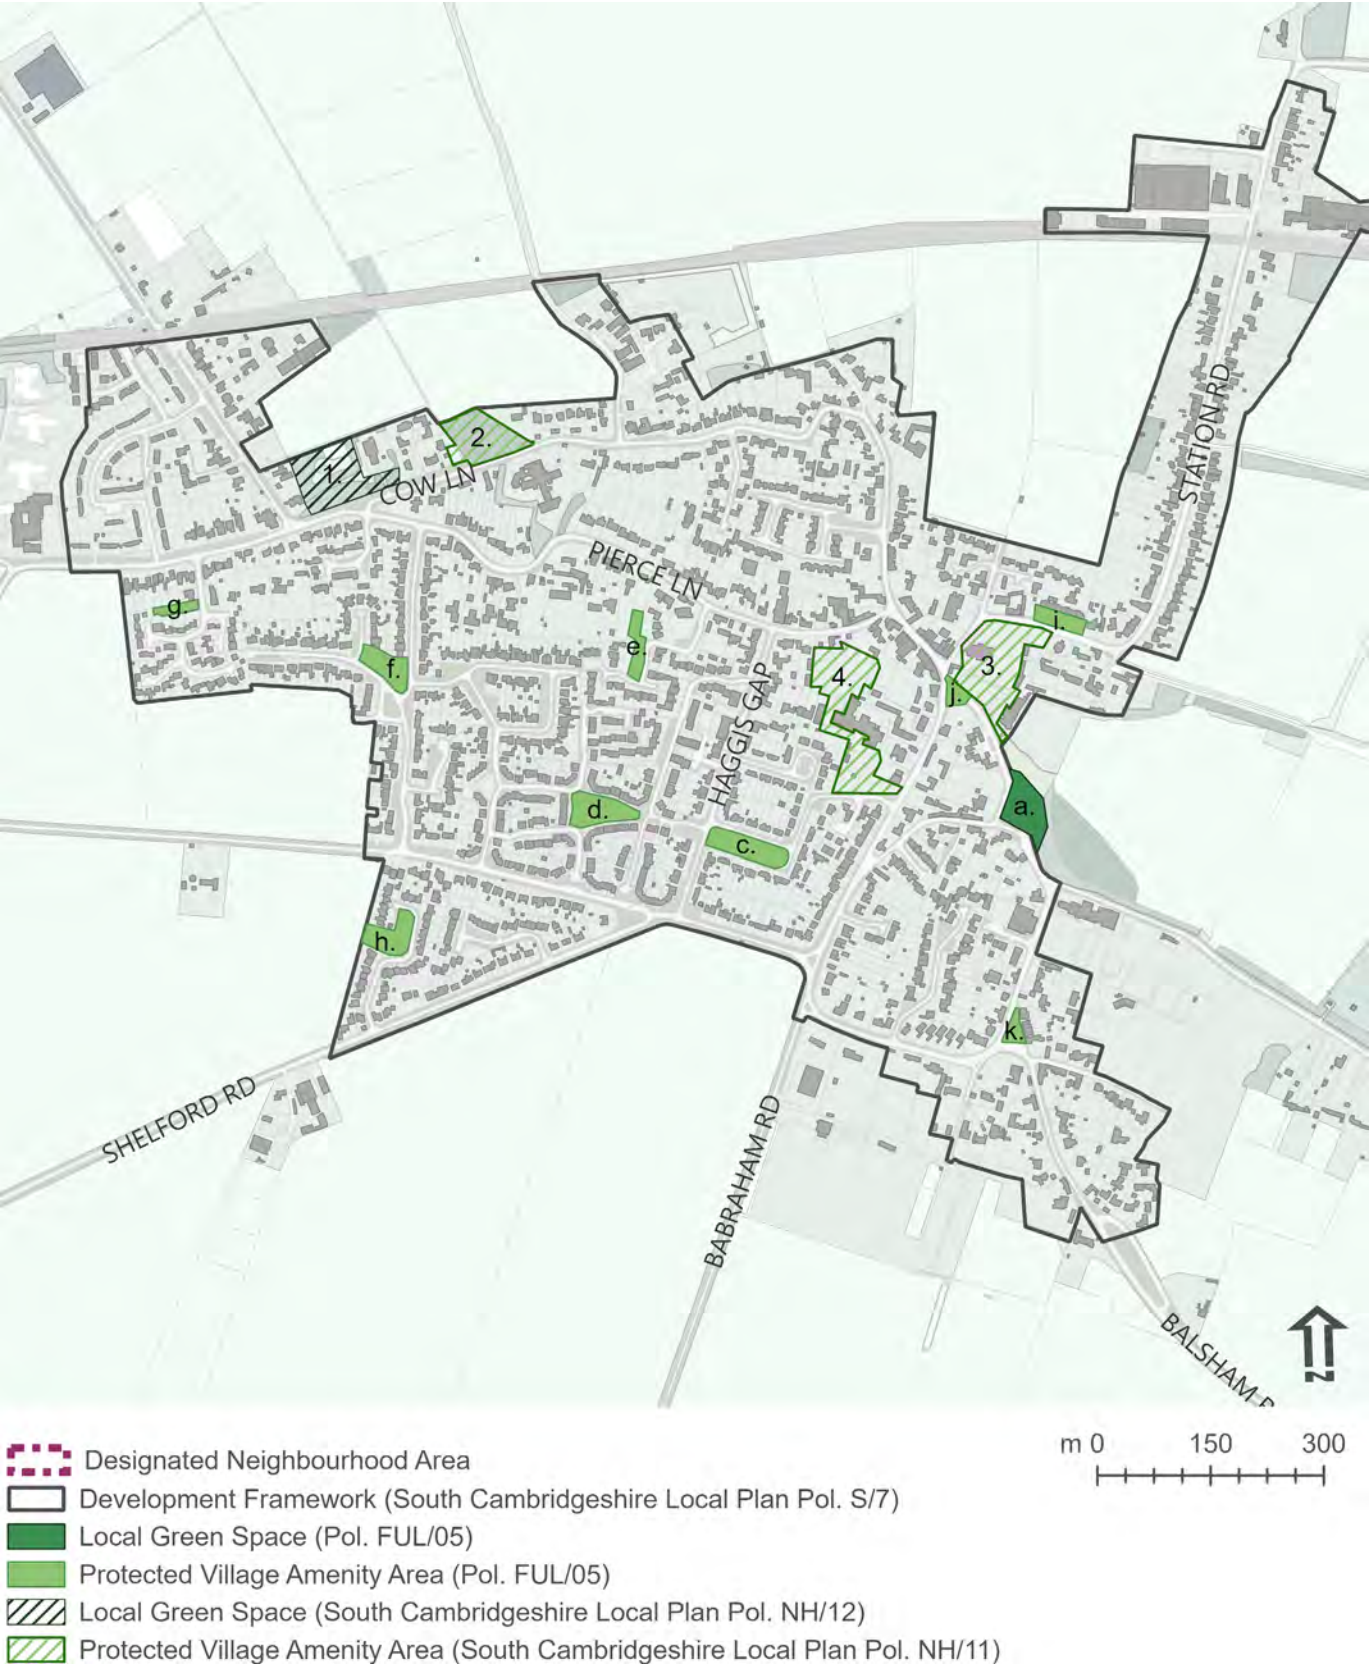 STATION RD
2.
1.
COW LN
PIERCE LN
g.
i.
e.
f.
4.
3.
j.
HAGGIS GAP
d.
a.
c.
h.
k.
SHELFORD RD
BABRAHAM RD
BALSHAM R
N
m 0 150 300
Designated Neighbourhood Area
Development Framework (South Cambridgeshire Local Plan Pol. S/7)
Local Green Space (Pol. FUL/05)
Protected Village Amenity Area (Pol. FUL/05)
Local Green Space (South Cambridgeshire Local Plan Pol. NH/12)
Protected Village Amenity Area (South Cambridgeshire Local Plan Pol. NH/11)